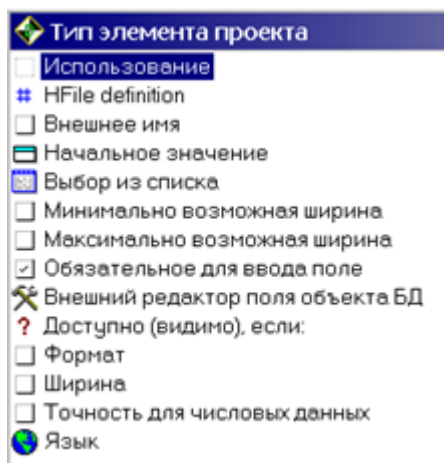 Тип элемента проекта
Использование
HFile definition
Внешнее имя
Начальное значение
Выбор из списка
Минимально возможная ширина
Максимально возможная ширина
Обязательное для ввода поле
Внешний редактор поля объекта БД
Доступно (видимо), если:
Формат
Ширина
Точность для числовых данных
Язык